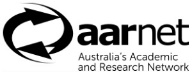 aarnet
Australia's Academic
and Research Network